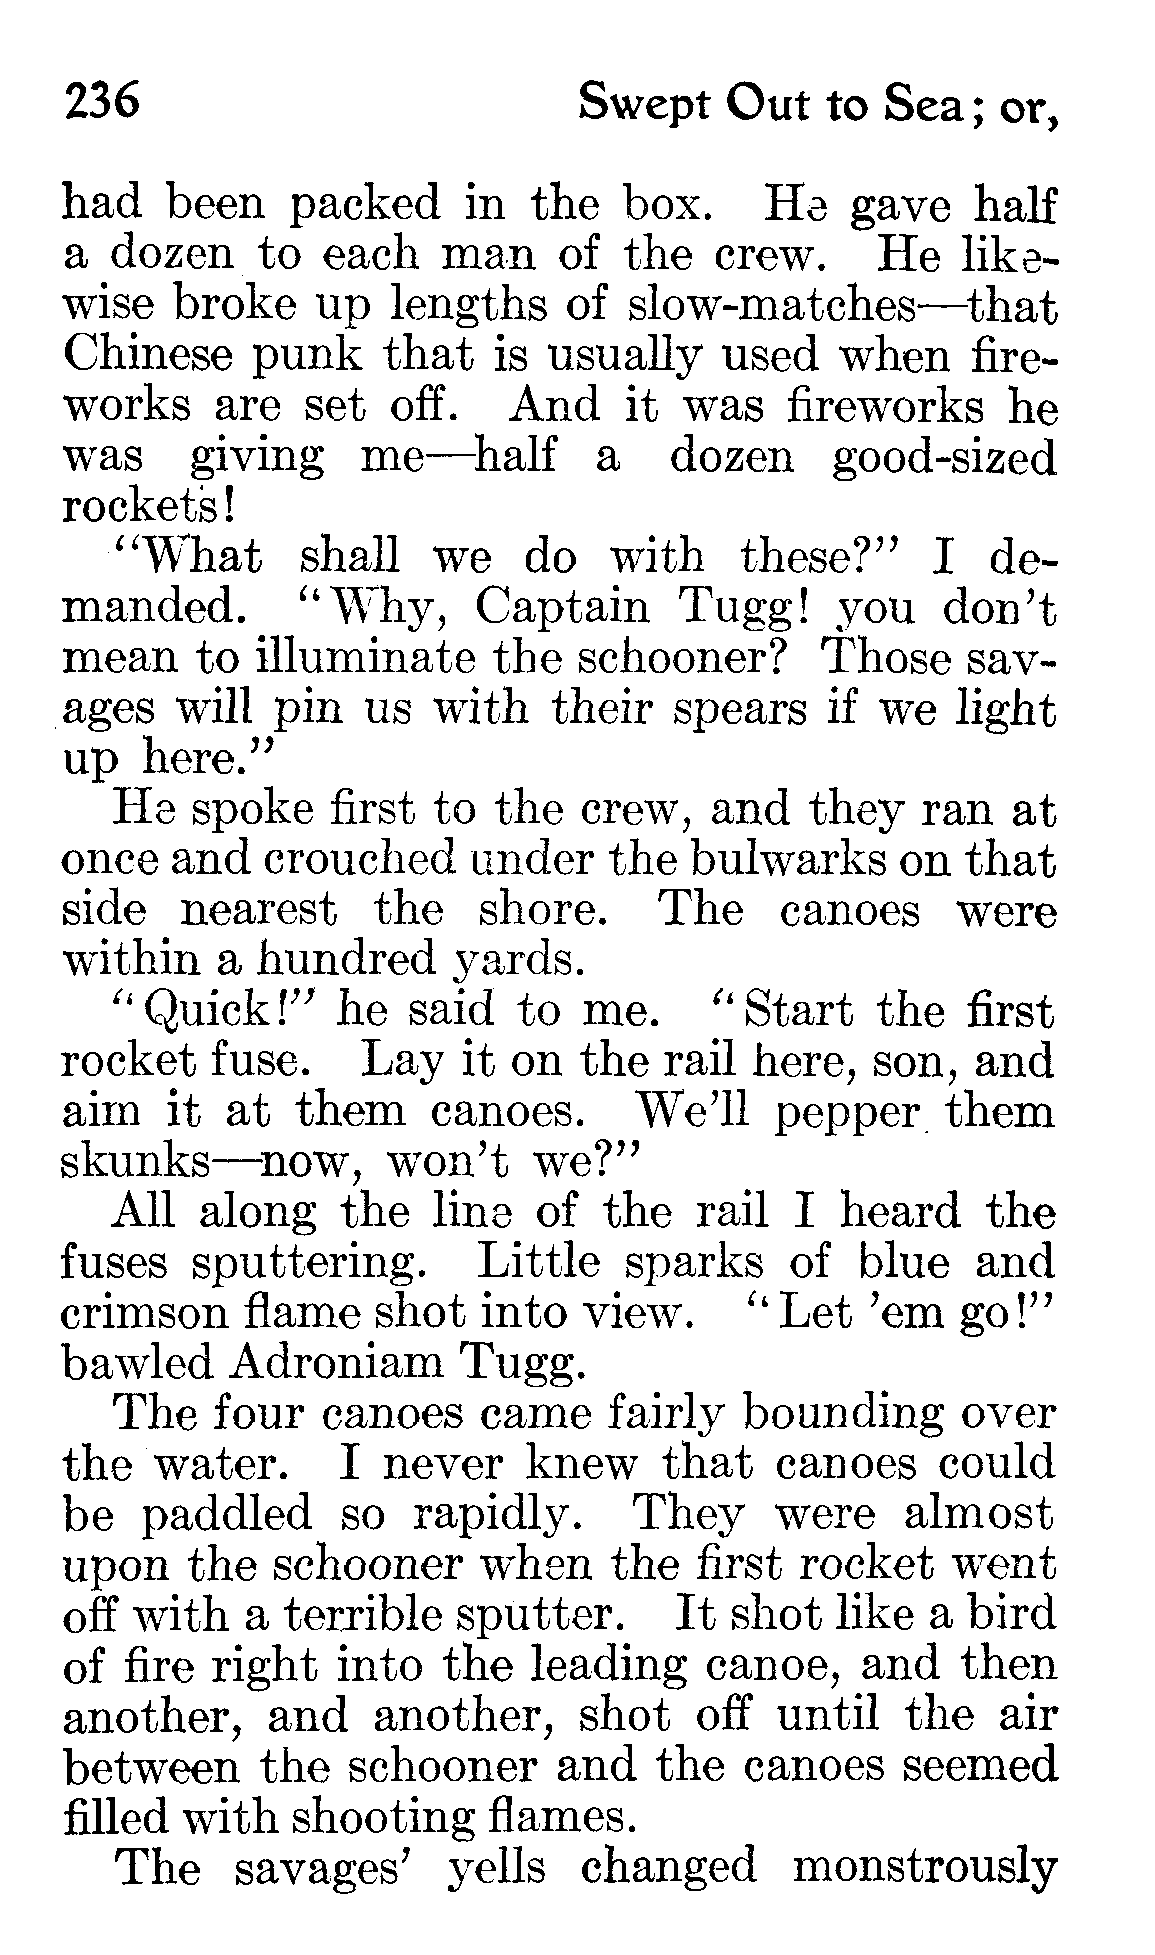 236 Swept Out to Sea; or,
had been packed in the box. He gave half
a dozen to each man of the crew. He like-
wise broke up lengths of slow-matches—that
Chinese punk that is usually used when fire-
works are set off. And it was fireworks he
was giving me—half a dozen good-sized
rockets!
"What shall we do with these?" I de-
manded. "Why, Captain Tugg! you don't
mean to illuminate the schooner? Those sav-
ages will pin us with their spears if we light
up here."
He spoke first to the crew, and they ran at
once and crouched under the bulwarks on that
side nearest the shore. The canoes were
within a hundred yards.
"Quick!" he said to me. "Start the first
rocket fuse. Lay it on the rail here, son, and
aim it at them canoes. We'll pepper them
skunks—now, won't we?"
All along the line of the rail I heard the
fuses sputtering. Little sparks of blue and
crimson flame shot into view. "Let 'em go!"
bawled Adroniam Tugg.
The four canoes came fairly bounding over
the water. I never knew that canoes could
be paddled so rapidly. They were almost
upon the schooner when the first rocket went
off with a terrible sputter. It shot like a bird
of fire right into the leading canoe, and then
another, and another, shot off until the air
between the schooner and the canoes seemed
filled with shooting flames.
The savages' yells changed monstrously